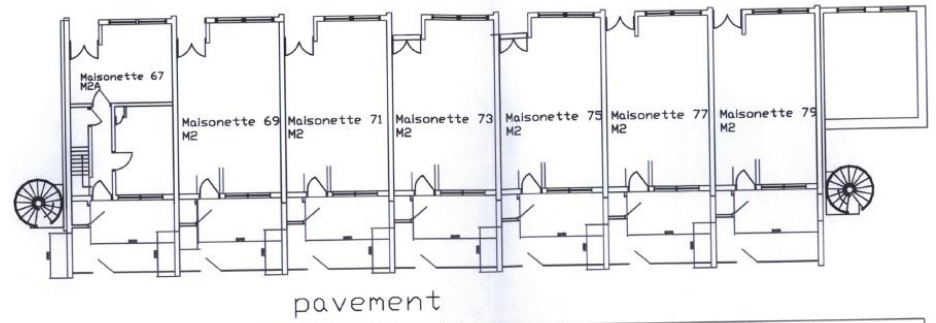 Maisonette 67
M2A
Maisonette 69
M2
Maisonette 71
M2
Maisonette 73
M2
Maisonette 75
M2
Maisonette 77
M2
Maisonette 79
M2
pavement